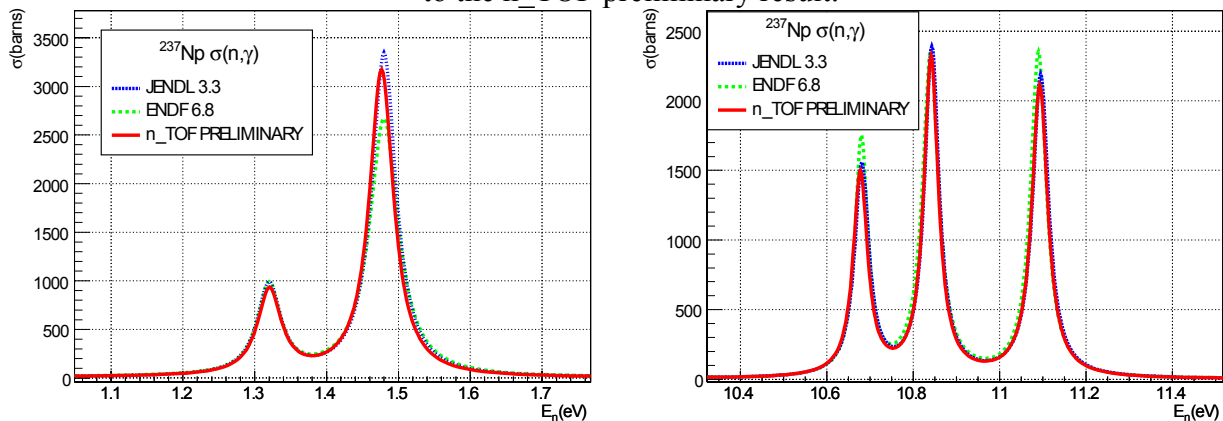 to the n_TOF preliminary result.
σ(barns)
3500
3000
2500
2000
1500
1000
500
0
²³⁷Np σ(n,γ)
JENDL 3.3
ENDF 6.8
n_TOF PRELIMINARY
1.1 1.2 1.3 1.4 1.5 1.6 1.7
Eₙ(eV)
σ(barns)
2500
2000
1500
1000
500
0
²³⁷Np σ(n,γ)
JENDL 3.3
ENDF 6.8
n_TOF PRELIMINARY
10.4 10.6 10.8 11 11.2 11.4
Eₙ(eV)